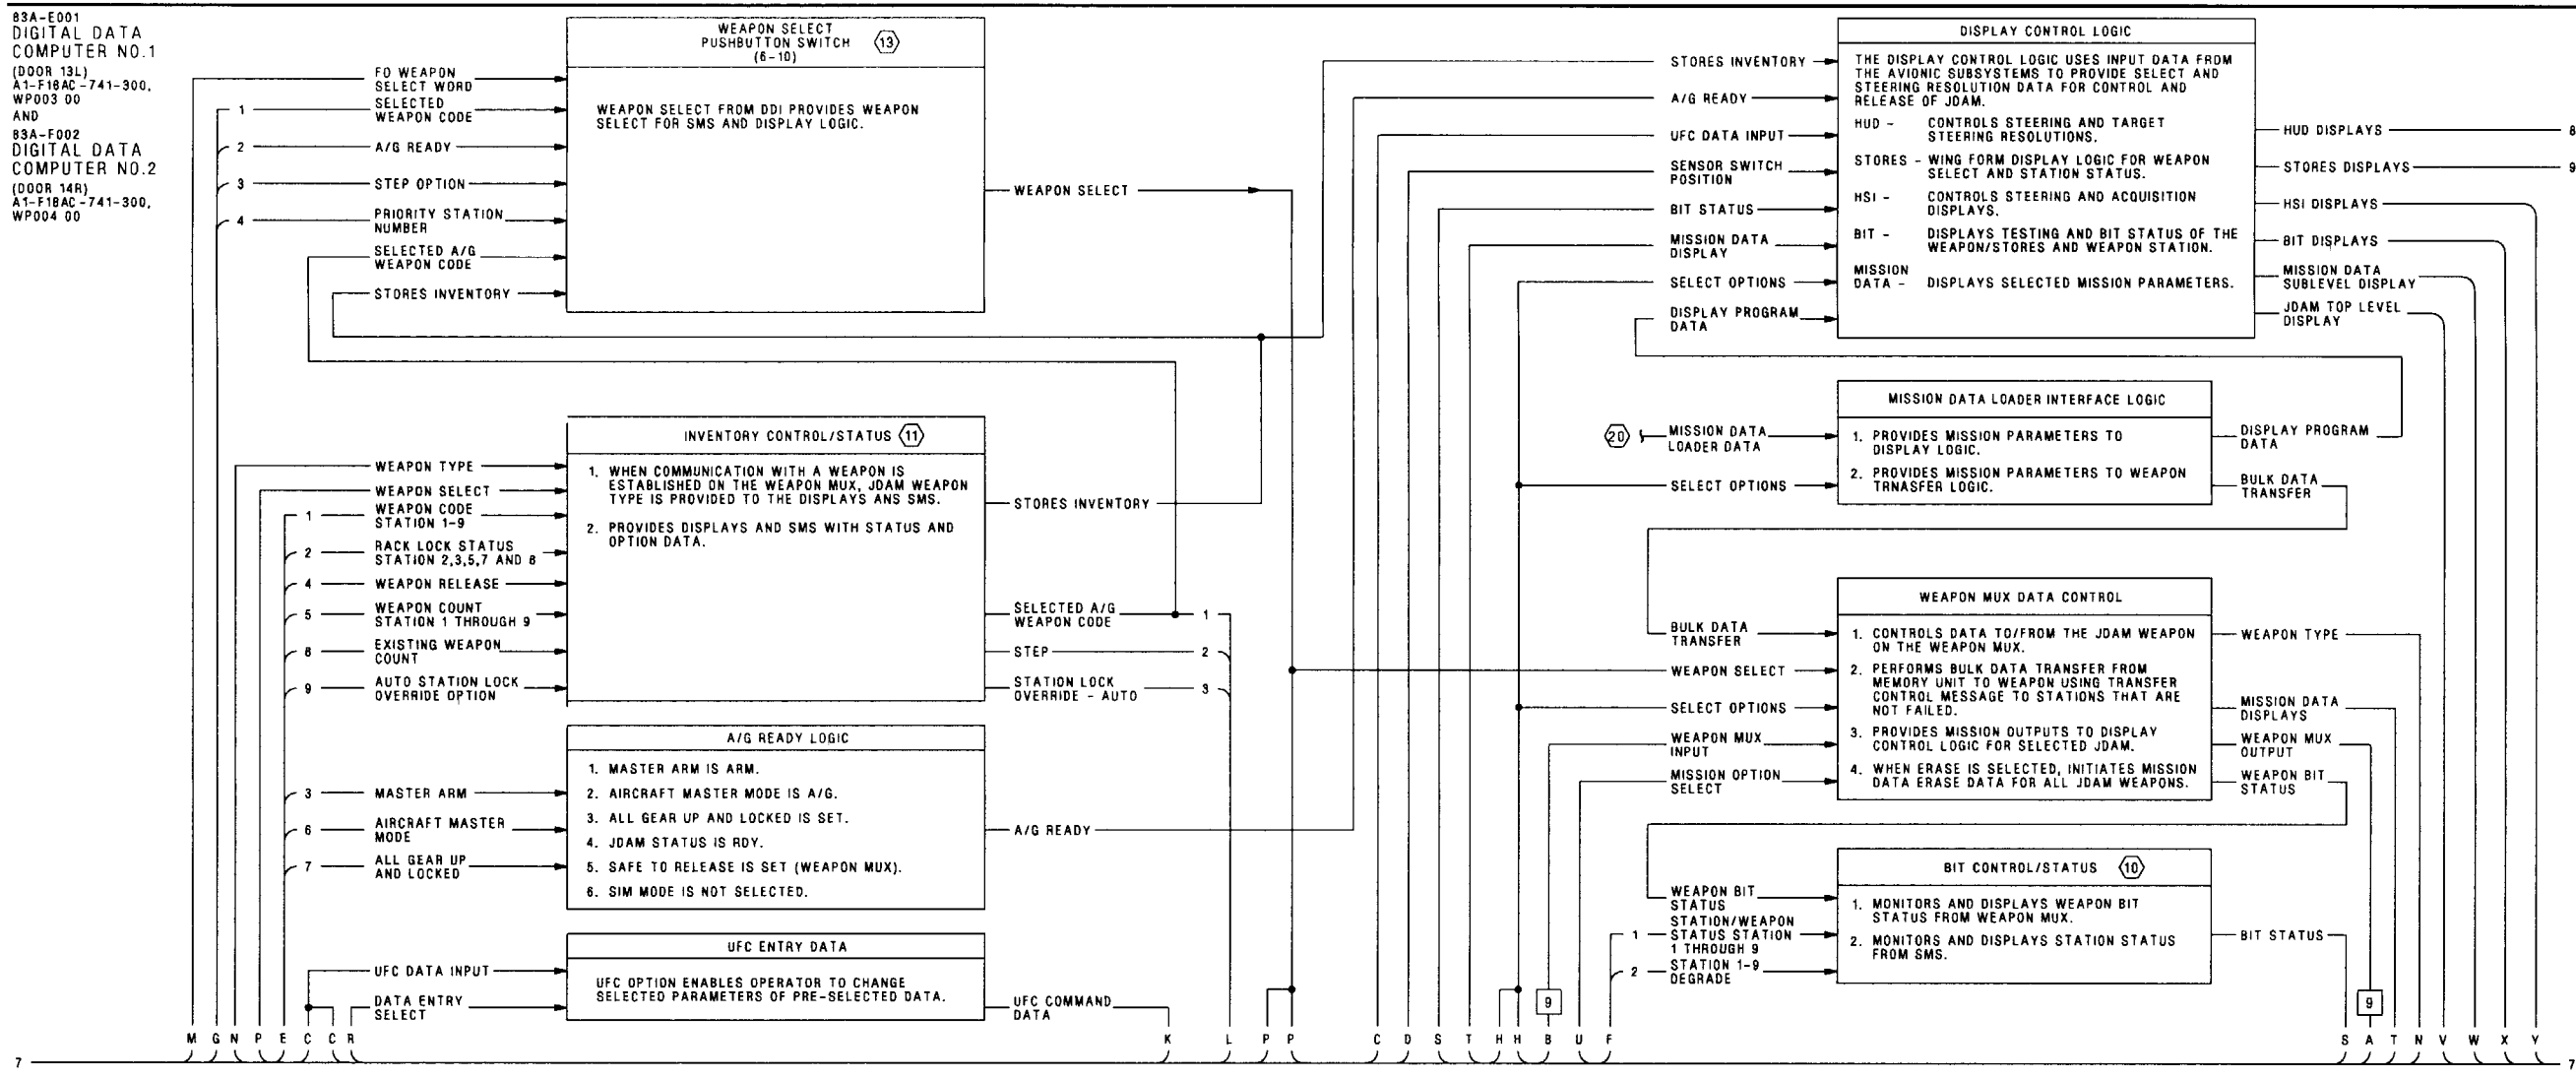 83A-E001
DIGITAL DATA
COMPUTER NO.1
(DOOR 13L)
A1-F18AC-741-300,
WP003 00
AND
83A-F002
DIGITAL DATA
COMPUTER NO.2
(DOOR 14R)
A1-F18AC-741-300,
WP004 00
WEAPON SELECT
PUSHBUTTON SWITCH 13
(6-10)
WEAPON SELECT FROM DDI PROVIDES WEAPON
SELECT FOR SMS AND DISPLAY LOGIC.
FO WEAPON
SELECT WORD
1 SELECTED
WEAPON CODE
2 A/G READY
3 STEP OPTION
4 PRIORITY STATION
NUMBER
SELECTED A/G
WEAPON CODE
STORES INVENTORY
WEAPON SELECT
INVENTORY CONTROL/STATUS 11
1. WHEN COMMUNICATION WITH A WEAPON IS
ESTABLISHED ON THE WEAPON MUX, JDAM WEAPON
TYPE IS PROVIDED TO THE DISPLAYS ANS SMS.
2. PROVIDES DISPLAYS AND SMS WITH STATUS AND
OPTION DATA.
WEAPON TYPE
WEAPON SELECT
1 WEAPON CODE
STATION 1-9
2 RACK LOCK STATUS
STATION 2,3,5,7 AND 8
4 WEAPON RELEASE
5 WEAPON COUNT
STATION 1 THROUGH 9
8 EXISTING WEAPON
COUNT
9 AUTO STATION LOCK
OVERRIDE OPTION
STORES INVENTORY
SELECTED A/G
WEAPON CODE 1
STEP 2
STATION LOCK
OVERRIDE - AUTO 3
A/G READY LOGIC
1. MASTER ARM IS ARM.
2. AIRCRAFT MASTER MODE IS A/G.
3. ALL GEAR UP AND LOCKED IS SET.
4. JDAM STATUS IS RDY.
5. SAFE TO RELEASE IS SET (WEAPON MUX).
6. SIM MODE IS NOT SELECTED.
3 MASTER ARM
6 AIRCRAFT MASTER
MODE
7 ALL GEAR UP
AND LOCKED
A/G READY
UFC ENTRY DATA
UFC OPTION ENABLES OPERATOR TO CHANGE
SELECTED PARAMETERS OF PRE-SELECTED DATA.
UFC DATA INPUT
DATA ENTRY
SELECT
UFC COMMAND
DATA
DISPLAY CONTROL LOGIC
THE DISPLAY CONTROL LOGIC USES INPUT DATA FROM
THE AVIONIC SUBSYSTEMS TO PROVIDE SELECT AND
STEERING RESOLUTION DATA FOR CONTROL AND
RELEASE OF JDAM.
HUD - CONTROLS STEERING AND TARGET
STEERING RESOLUTIONS.
STORES - WING FORM DISPLAY LOGIC FOR WEAPON
SELECT AND STATION STATUS.
HSI - CONTROLS STEERING AND ACQUISITION
DISPLAYS.
BIT - DISPLAYS TESTING AND BIT STATUS OF THE
WEAPON/STORES AND WEAPON STATION.
MISSION
DATA - DISPLAYS SELECTED MISSION PARAMETERS.
STORES INVENTORY
A/G READY
UFC DATA INPUT
SENSOR SWITCH
POSITION
BIT STATUS
MISSION DATA
DISPLAY
SELECT OPTIONS
DISPLAY PROGRAM
DATA
HUD DISPLAYS 8
STORES DISPLAYS 9
HSI DISPLAYS
BIT DISPLAYS
MISSION DATA
SUBLEVEL DISPLAY
JDAM TOP LEVEL
DISPLAY
MISSION DATA LOADER INTERFACE LOGIC
1. PROVIDES MISSION PARAMETERS TO
DISPLAY LOGIC.
2. PROVIDES MISSION PARAMETERS TO WEAPON
TRNASFER LOGIC.
20 MISSION DATA
LOADER DATA
SELECT OPTIONS
DISPLAY PROGRAM
DATA
BULK DATA
TRANSFER
WEAPON MUX DATA CONTROL
1. CONTROLS DATA TO/FROM THE JDAM WEAPON
ON THE WEAPON MUX.
2. PERFORMS BULK DATA TRANSFER FROM
MEMORY UNIT TO WEAPON USING TRANSFER
CONTROL MESSAGE TO STATIONS THAT ARE
NOT FAILED.
3. PROVIDES MISSION OUTPUTS TO DISPLAY
CONTROL LOGIC FOR SELECTED JDAM.
4. WHEN ERASE IS SELECTED, INITIATES MISSION
DATA ERASE DATA FOR ALL JDAM WEAPONS.
BULK DATA
TRANSFER
WEAPON SELECT
SELECT OPTIONS
WEAPON MUX
INPUT
MISSION OPTION
SELECT
WEAPON TYPE
MISSION DATA
DISPLAYS
WEAPON MUX
OUTPUT
WEAPON BIT
STATUS
BIT CONTROL/STATUS 10
1. MONITORS AND DISPLAYS WEAPON BIT
STATUS FROM WEAPON MUX.
2. MONITORS AND DISPLAYS STATION STATUS
FROM SMS.
WEAPON BIT
STATUS
1 STATION/WEAPON
STATUS STATION
1 THROUGH 9
2 STATION 1-9
DEGRADE
BIT STATUS
9 9
M G N P E C C R K L P P C D S T H H B U F S A T N V W X Y
7 7